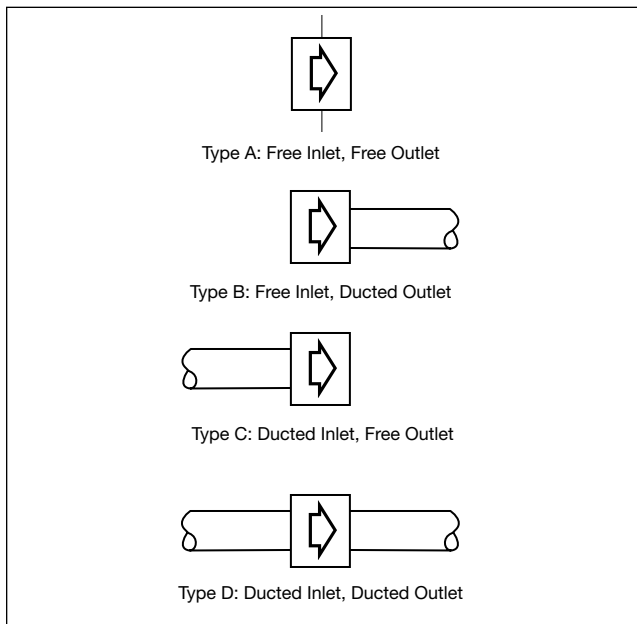 Type A: Free Inlet, Free Outlet
Type B: Free Inlet, Ducted Outlet
Type C: Ducted Inlet, Free Outlet
Type D: Ducted Inlet, Ducted Outlet